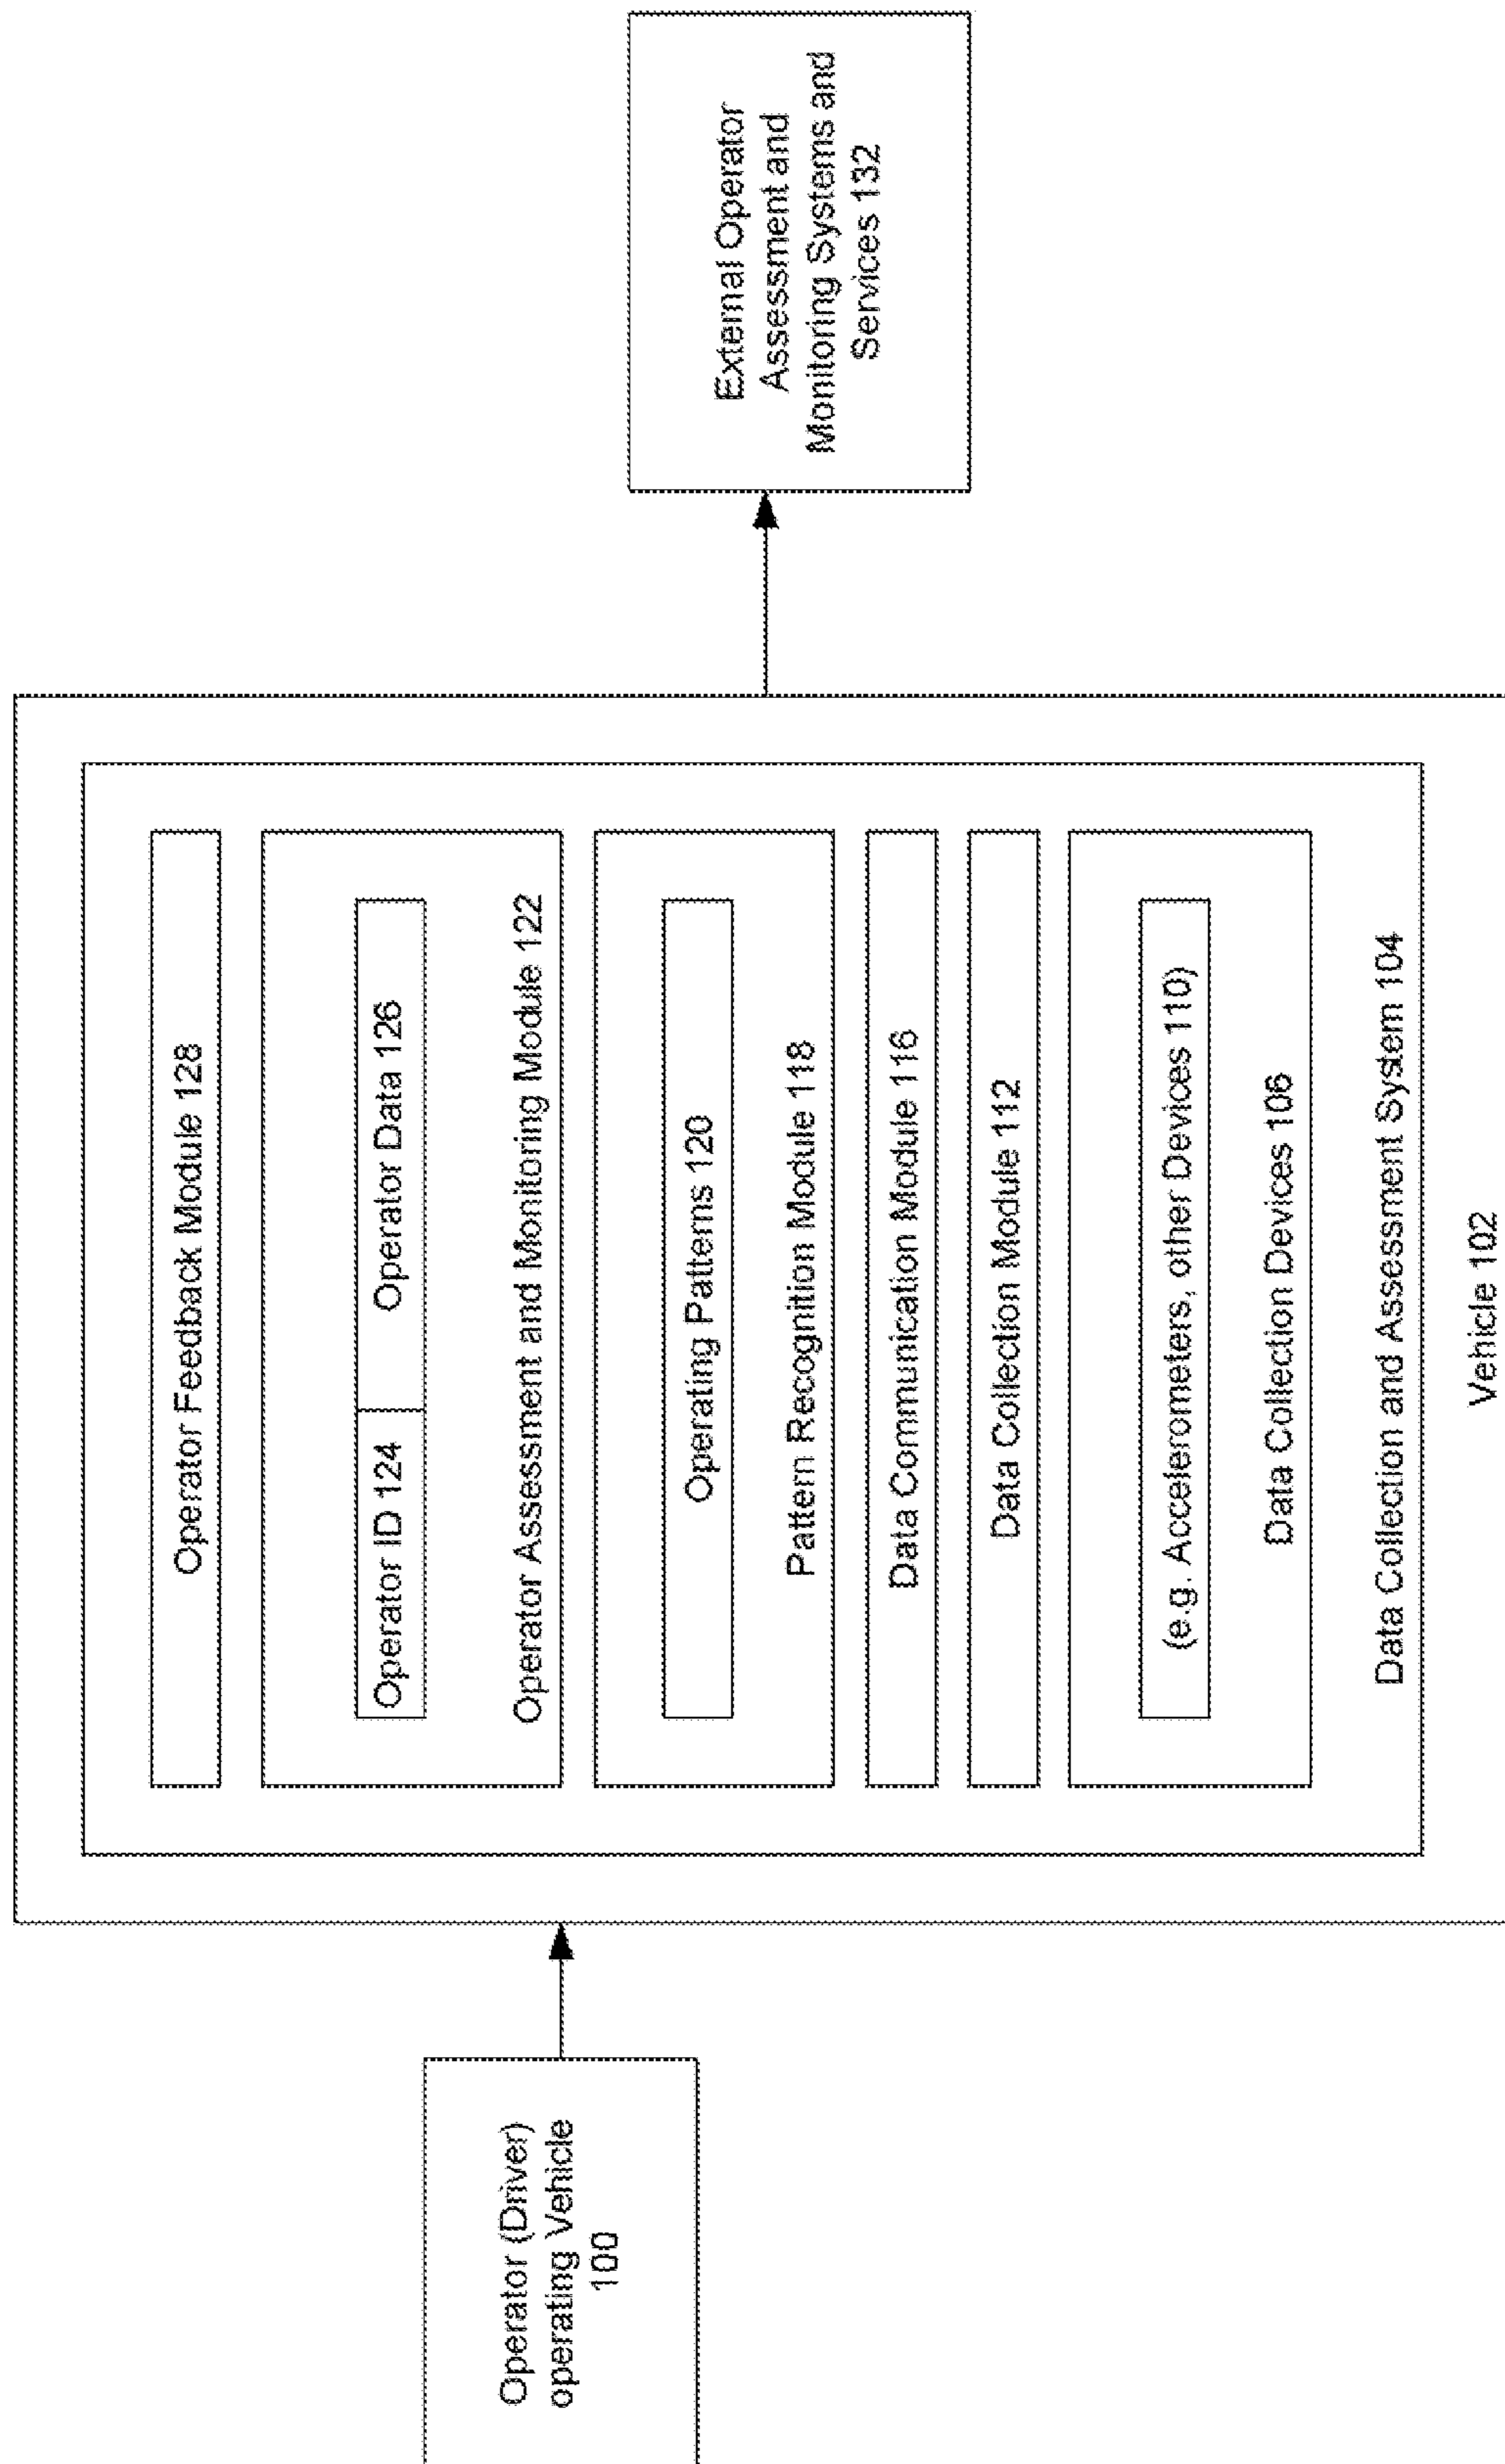 Operator (Driver)
operating Vehicle
100
Operator Feedback Module 128
Operator ID 124
Operator Data 126
Operator Assessment and Monitoring Module 122
Operating Patterns 120
Pattern Recognition Module 118
Data Communication Module 116
Data Collection Module 112
(e.g. Accelerometers, other Devices 110)
Data Collection Devices 106
Data Collection and Assessment System 104
Vehicle 102
External Operator
Assessment and
Monitoring Systems and
Services 132